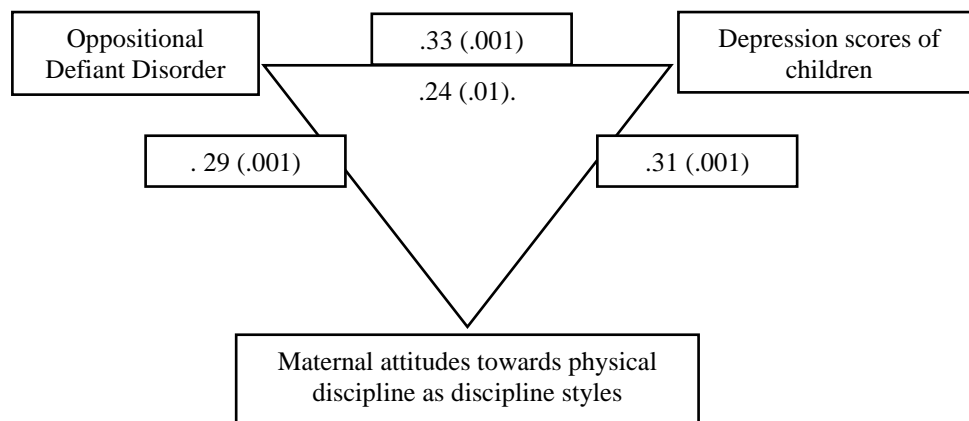 Oppositional
Defiant Disorder
.33 (.001)
Depression scores of
children
.24 (.01).
. 29 (.001)
.31 (.001)
Maternal attitudes towards physical
discipline as discipline styles